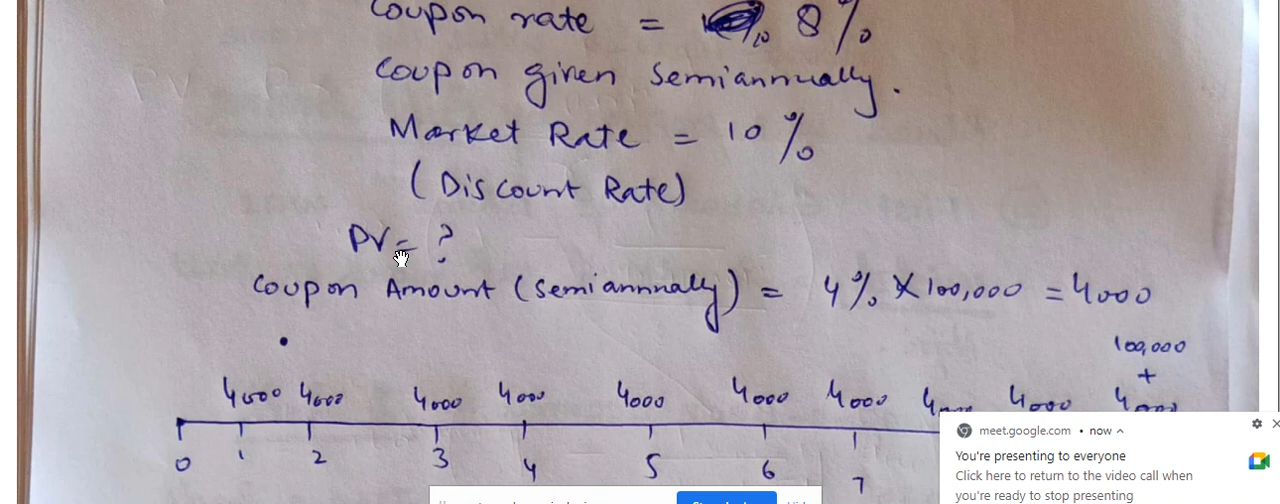 Coupon rate = 8%
Coupon given semiannually.
Market Rate = 10%
(Discount Rate)
PV = ?
Coupon Amount (semiannually) = 4% × 100,000 = 4000
100,000
+
4000 4000 4000 4000 4000 4000 4000 4000 4000 4000
0 1 2 3 4 5 6 7
meet.google.com • now
You're presenting to everyone
Click here to return to the video call when
you're ready to stop presenting